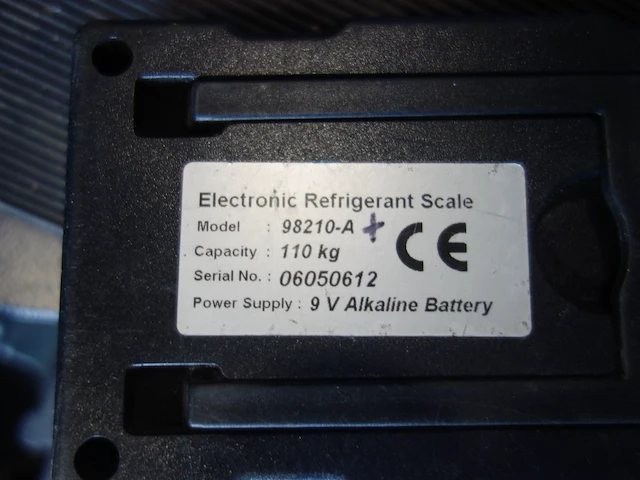 Electronic Refrigerant Scale
Model : 98210-A +
Capacity : 110 kg
Serial No. : 06050612
Power Supply : 9 V Alkaline Battery
CE